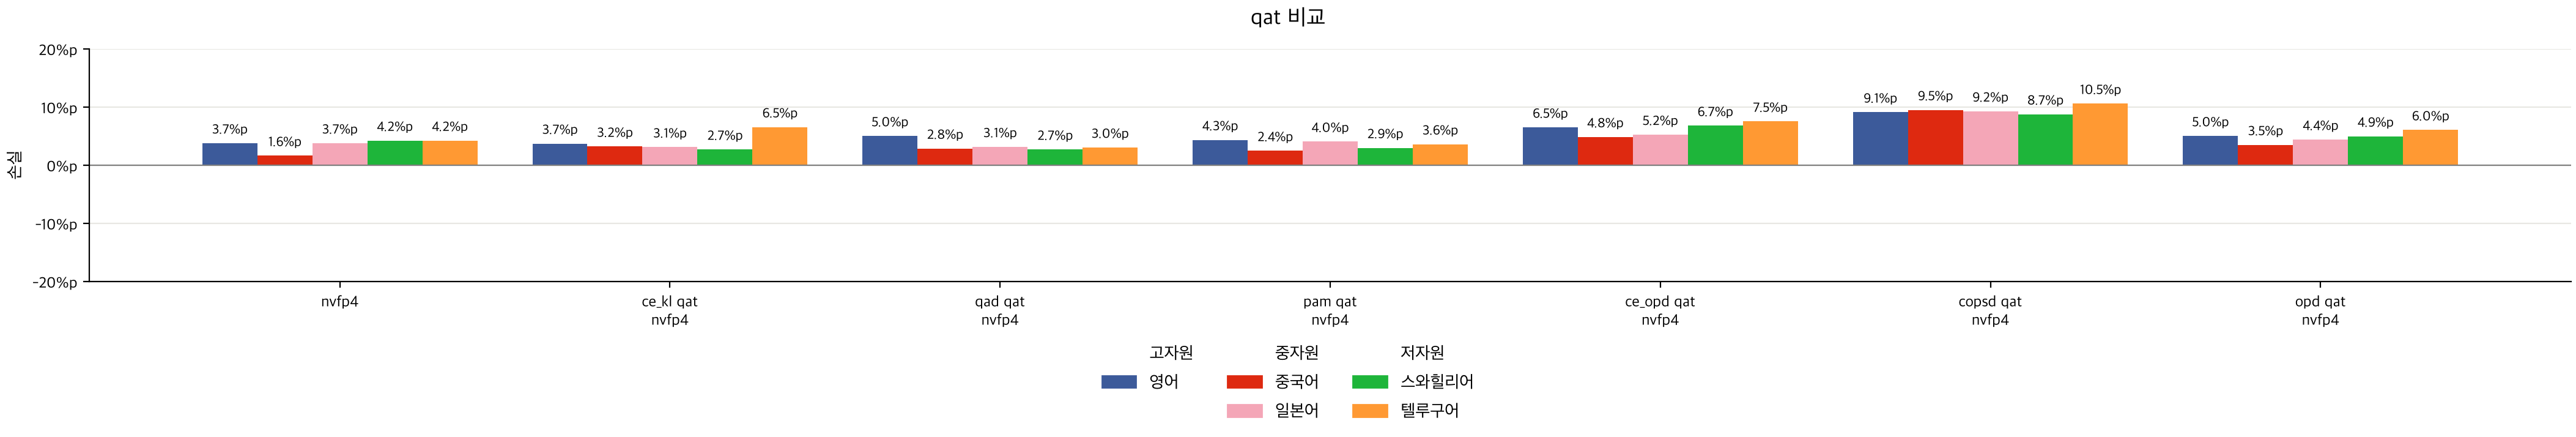 qat 비교
손실
20%p
10%p
0%p
-10%p
-20%p
3.7%p 1.6%p 3.7%p 4.2%p 4.2%p
3.7%p 3.2%p 3.1%p 2.7%p 6.5%p
5.0%p 2.8%p 3.1%p 2.7%p 3.0%p
4.3%p 2.4%p 4.0%p 2.9%p 3.6%p
6.5%p 4.8%p 5.2%p 6.7%p 7.5%p
9.1%p 9.5%p 9.2%p 8.7%p 10.5%p
5.0%p 3.5%p 4.4%p 4.9%p 6.0%p
nvfp4
ce_kl qat
nvfp4
qad qat
nvfp4
pam qat
nvfp4
ce_opd qat
nvfp4
copsd qat
nvfp4
opd qat
nvfp4
고자원 중자원 저자원
영어 중국어 스와힐리어
일본어 텔루구어